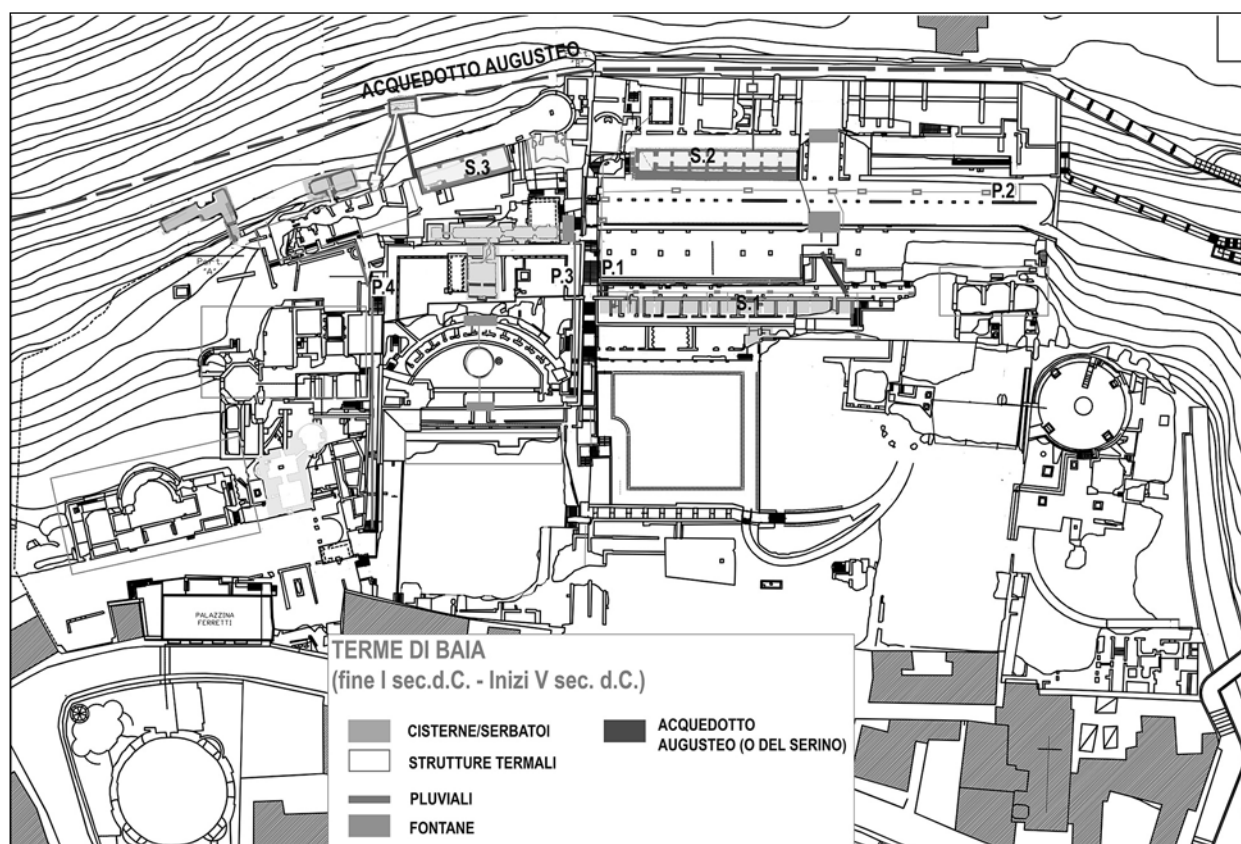 ACQUEDOTTO AUGUSTEO
S.2
S.3
P.2
Part.
"A"
P.4
P.3
P.1
S.1
PALAZZINA
FERRETTI
TERME DI BAIA
(fine I sec.d.C. - Inizi V sec. d.C.)
CISTERNE/SERBATOI
STRUTTURE TERMALI
PLUVIALI
FONTANE
ACQUEDOTTO
AUGUSTEO (O DEL SERINO)